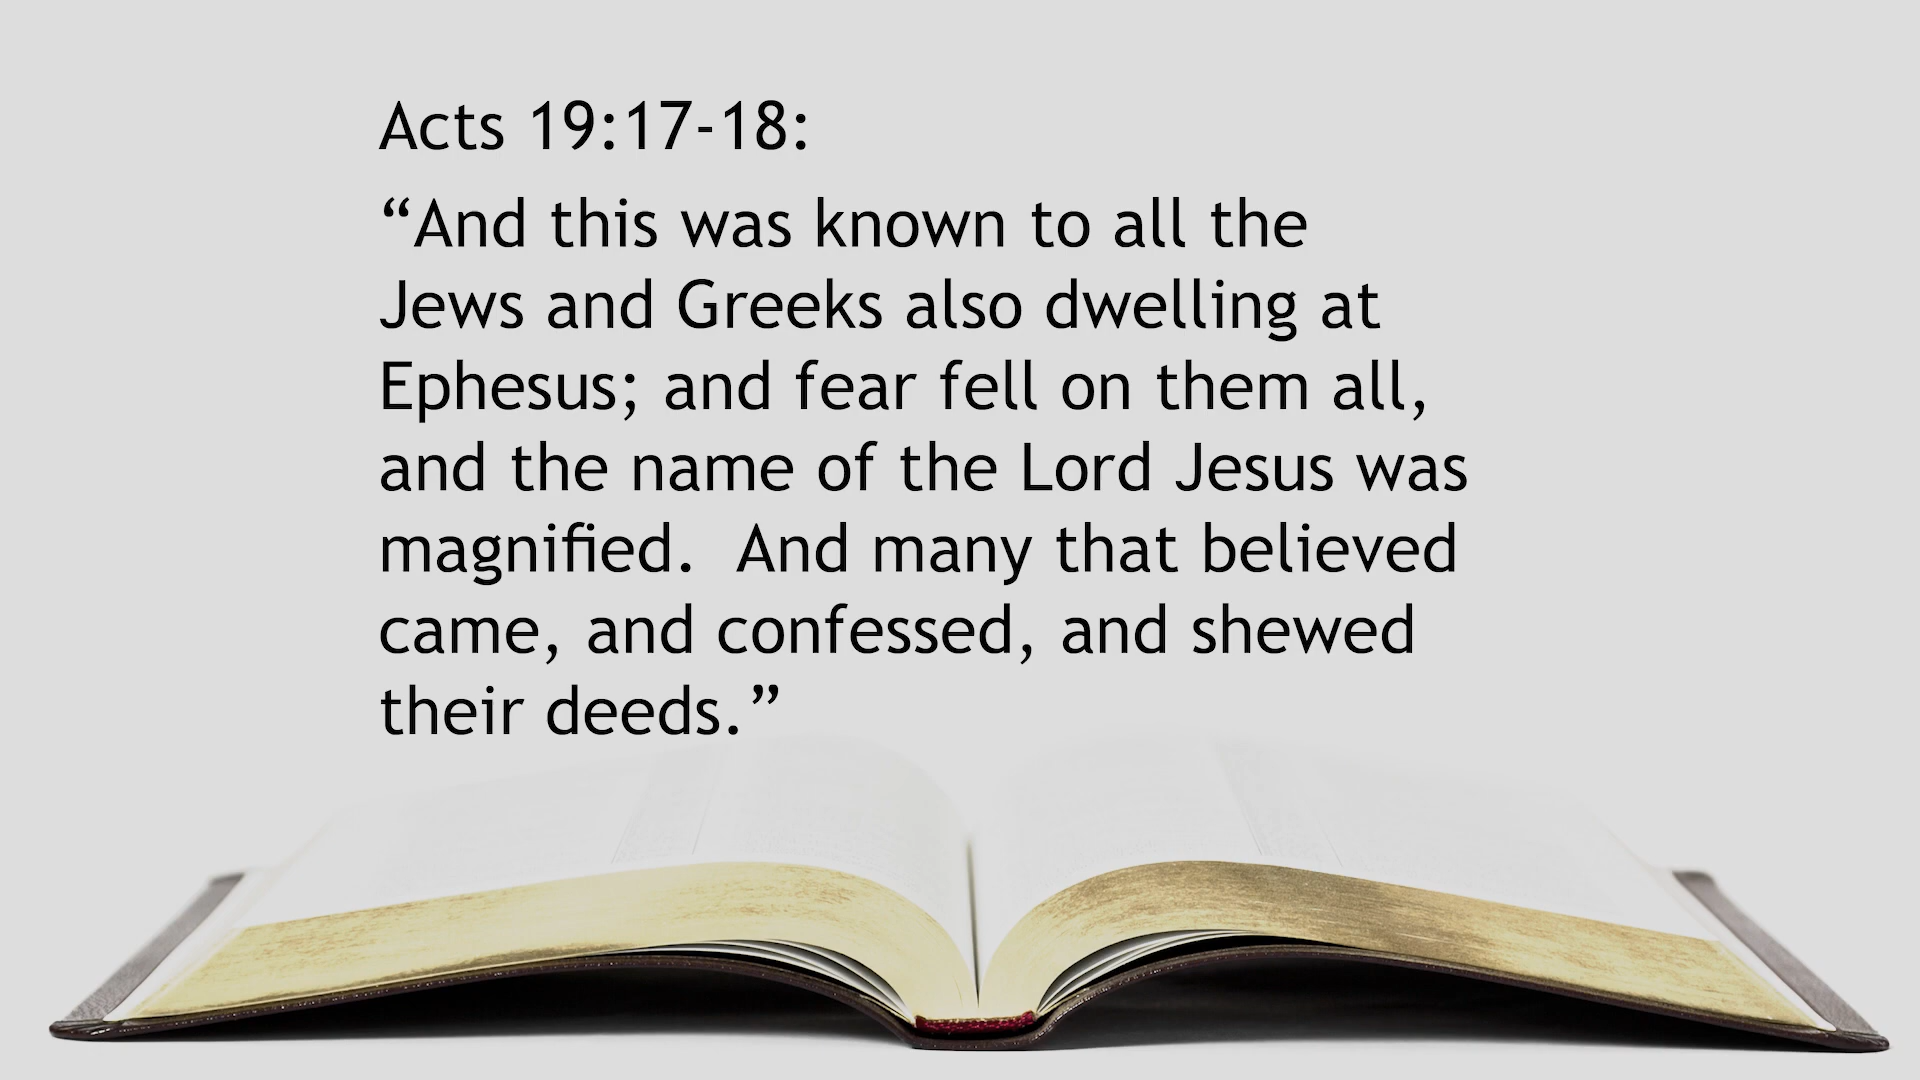 Acts 19:17-18:
“And this was known to all the
Jews and Greeks also dwelling at
Ephesus; and fear fell on them all,
and the name of the Lord Jesus was
magnified.  And many that believed
came, and confessed, and shewed
their deeds.”